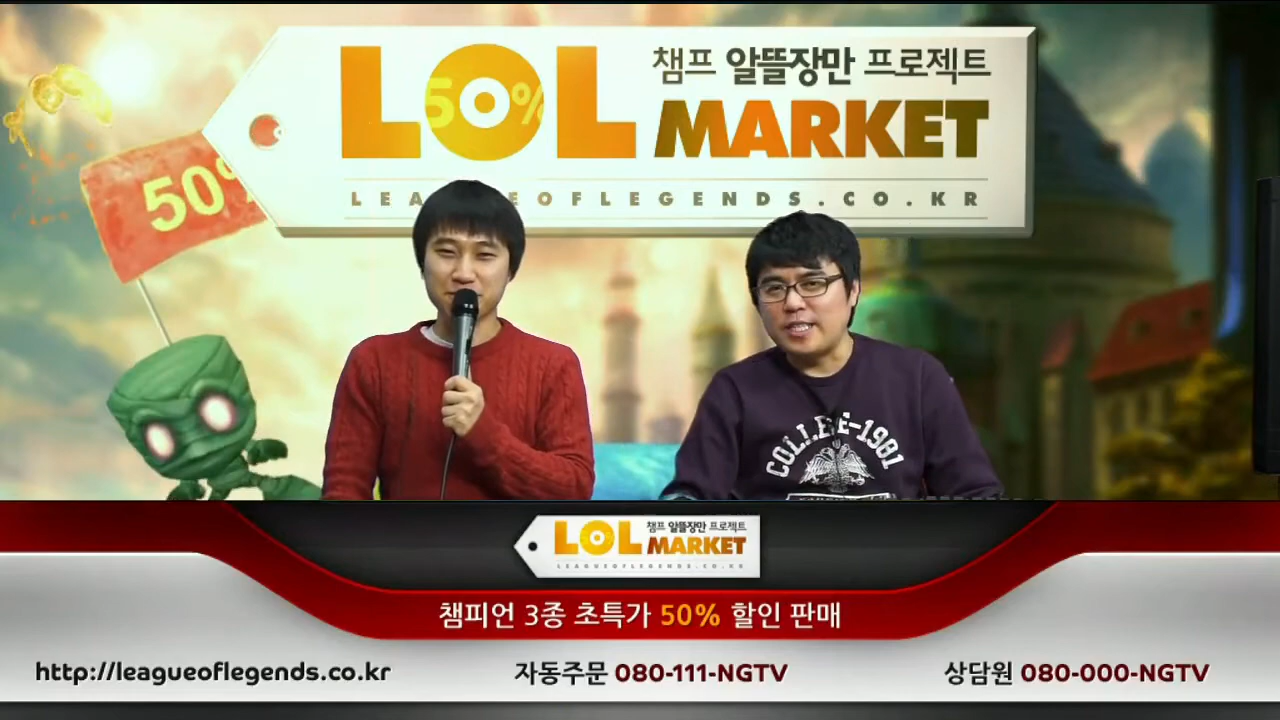 LOL
50%
챔프 알뜰장만 프로젝트
MARKET
LEAGUEOFLEGENDS.CO.KR
50%
COLLEGE-1981
LOL
챔프 알뜰장만 프로젝트
MARKET
LEAGUEOFLEGENDS.CO.KR
챔피언 3종 초특가 50% 할인 판매
http://leagueoflegends.co.kr
자동주문 080-111-NGTV
상담원 080-000-NGTV